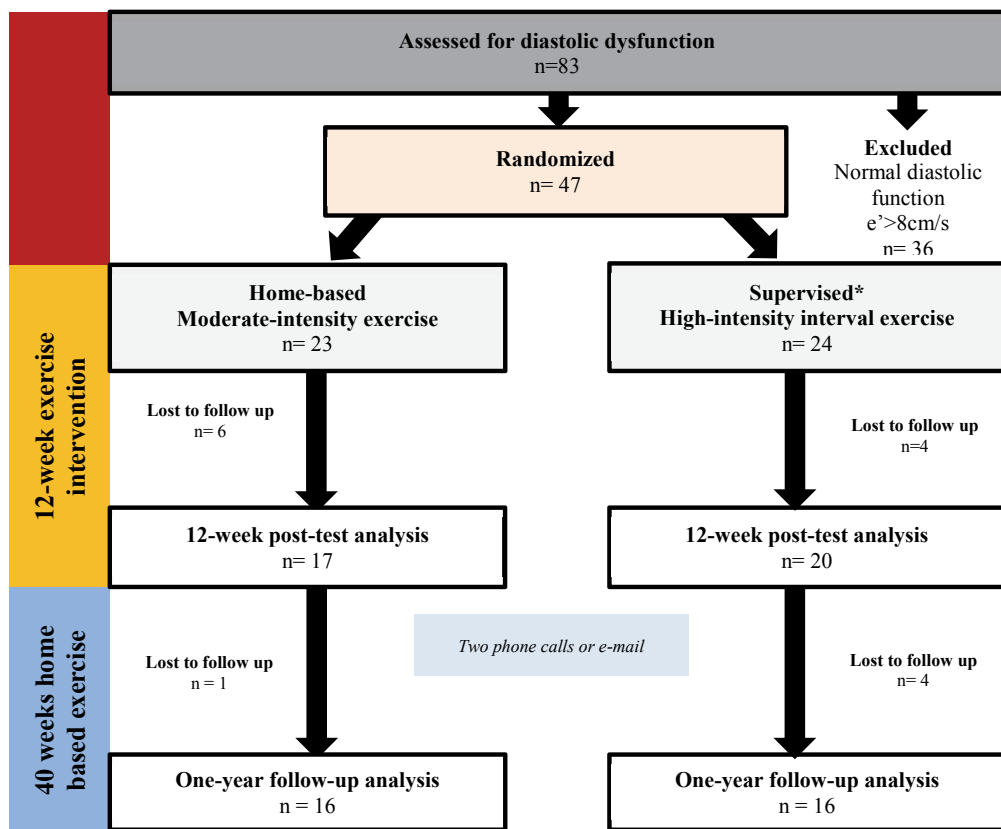 Assessed for diastolic dysfunction
n=83
Randomized
n= 47
Excluded
Normal diastolic
function
e’>8cm/s
n= 36
12-week exercise
intervention
Home-based
Moderate-intensity exercise
n= 23
Supervised*
High-intensity interval exercise
n= 24
Lost to follow up
n= 6
Lost to follow up
n=4
12-week post-test analysis
n= 17
12-week post-test analysis
n= 20
40 weeks home
based exercise
Two phone calls or e-mail
Lost to follow up
n = 1
Lost to follow up
n= 4
One-year follow-up analysis
n = 16
One-year follow-up analysis
n = 16